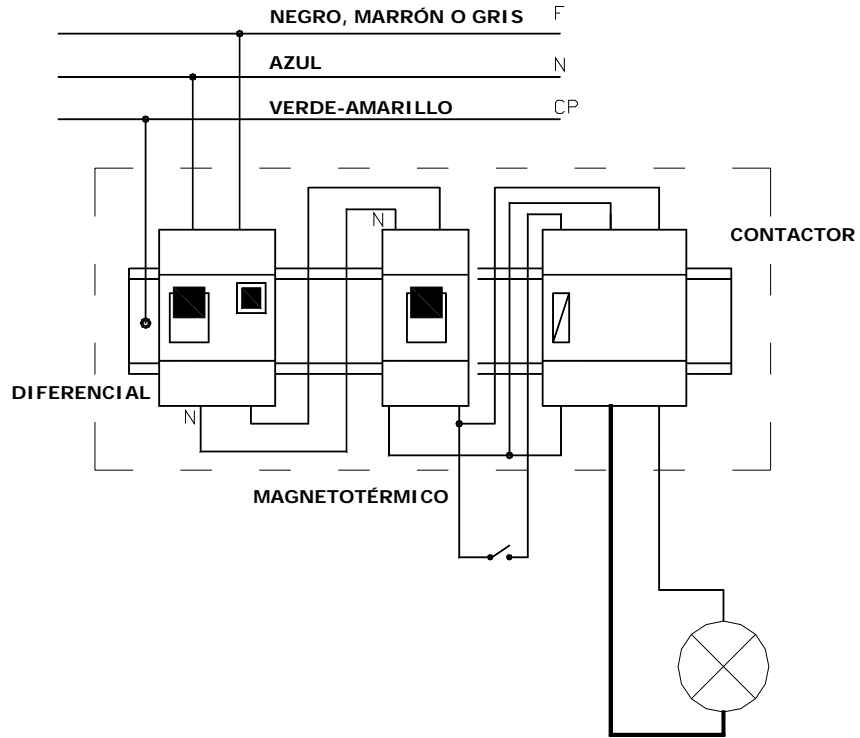 NEGRO, MARRÓN O GRIS F
AZUL N
VERDE-AMARILLO CP
N
CONTACTOR
DIFERENCIAL
N
MAGNETOTÉRMICO